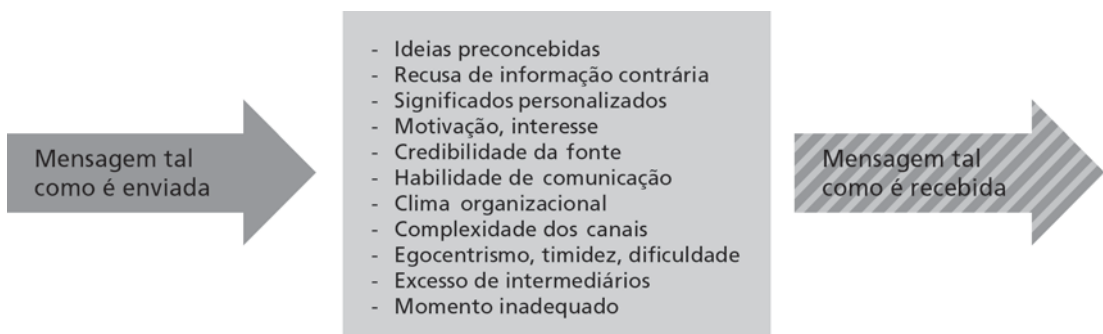 Mensagem tal
como é enviada
- Ideias preconcebidas
- Recusa de informação contrária
- Significados personalizados
- Motivação, interesse
- Credibilidade da fonte
- Habilidade de comunicação
- Clima organizacional
- Complexidade dos canais
- Egocentrismo, timidez, dificuldade
- Excesso de intermediários
- Momento inadequado
Mensagem tal
como é recebida